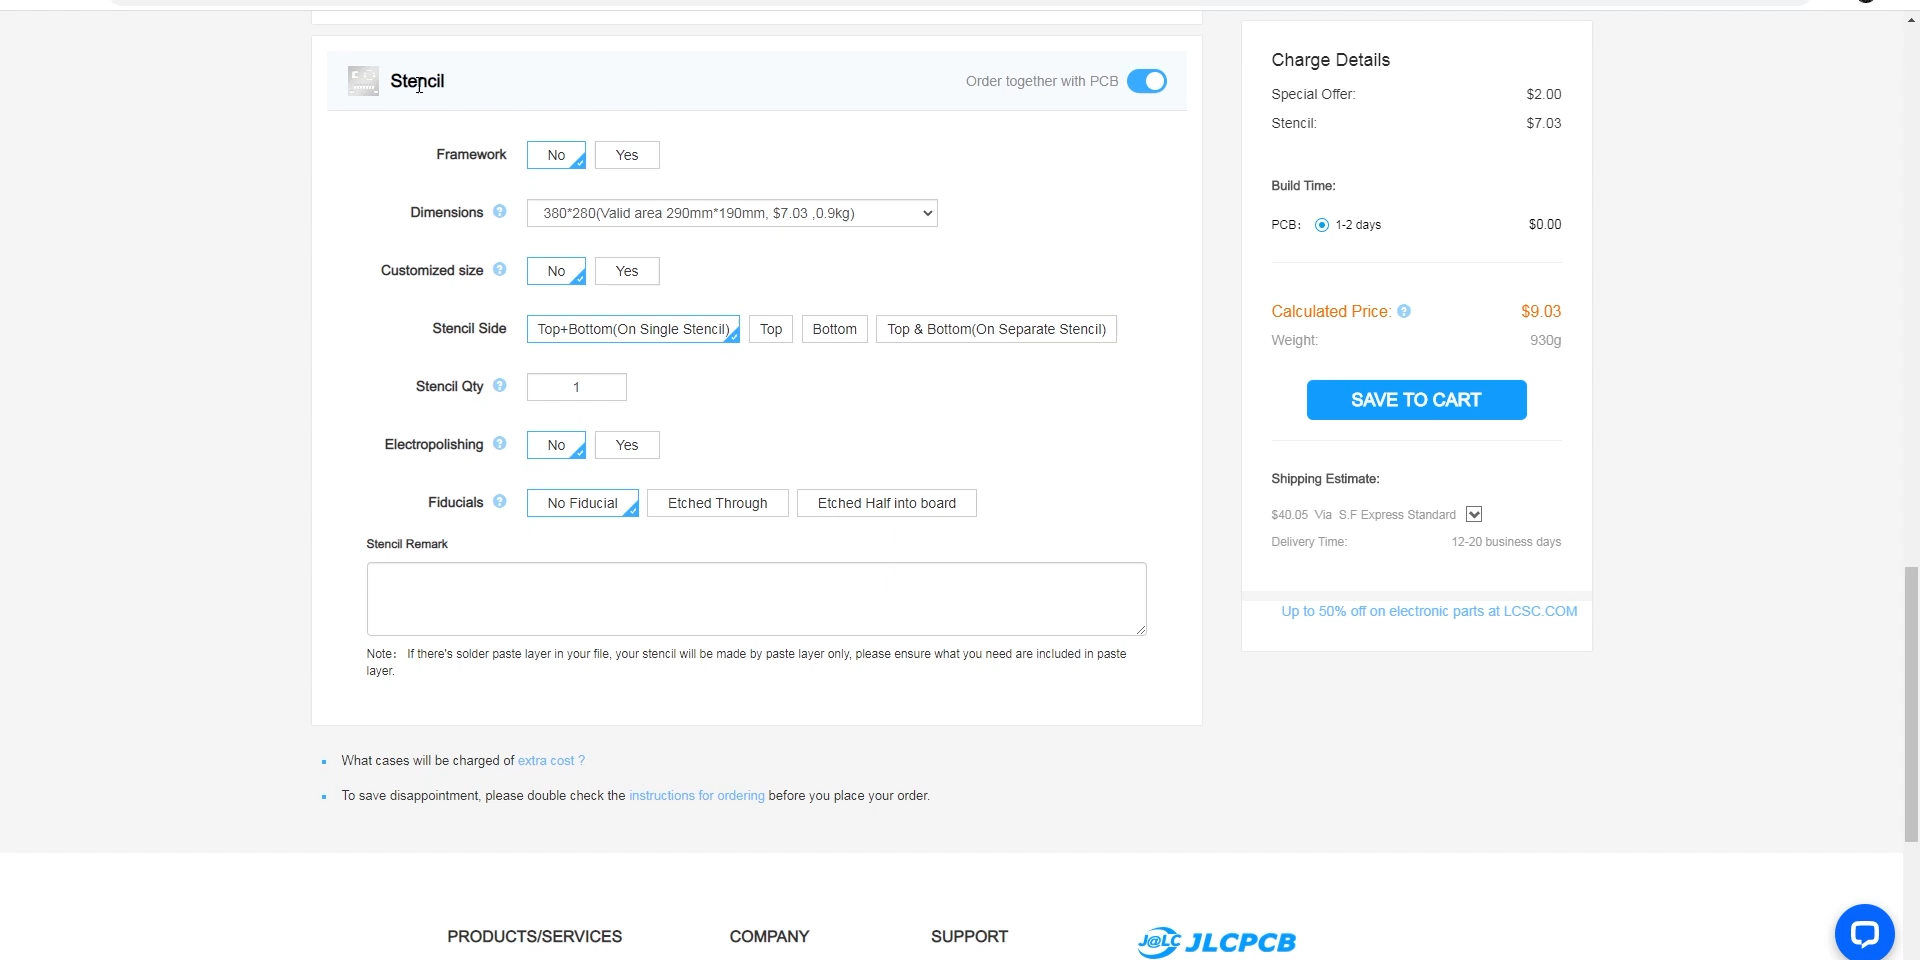 Stencil
Order together with PCB
Framework No Yes
Dimensions ? 380*280(Valid area 290mm*190mm, $7.03 ,0.9kg)
Customized size ? No Yes
Stencil Side Top+Bottom(On Single Stencil) Top Bottom Top & Bottom(On Separate Stencil)
Stencil Qty ? 1
Electropolishing ? No Yes
Fiducials ? No Fiducial Etched Through Etched Half into board
Stencil Remark
Note: If there's solder paste layer in your file, your stencil will be made by paste layer only, please ensure what you need are included in paste
layer.
What cases will be charged of extra cost ?
To save disappointment, please double check the instructions for ordering before you place your order.
Charge Details
Special Offer: $2.00
Stencil: $7.03
Build Time:
PCB: 1-2 days $0.00
Calculated Price: ? $9.03
Weight: 930g
SAVE TO CART
Shipping Estimate:
$40.05 Via S.F Express Standard
Delivery Time: 12-20 business days
Up to 50% off on electronic parts at LCSC.COM
PRODUCTS/SERVICES COMPANY SUPPORT J@LC JLCPCB